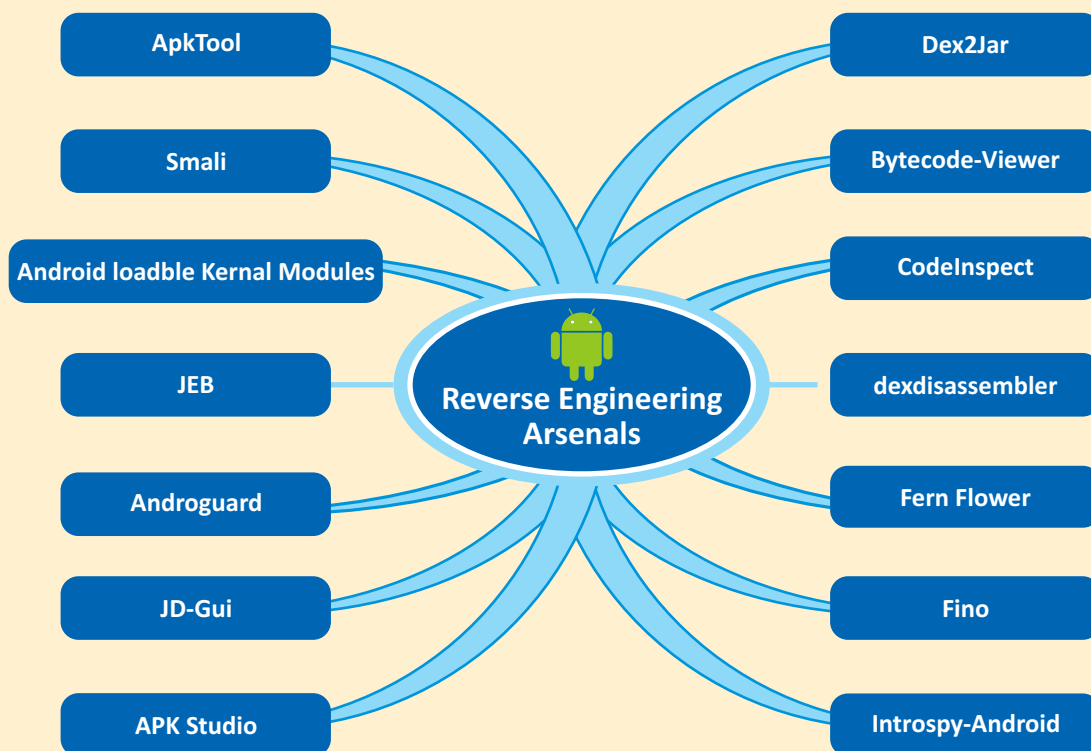 ApkTool
Smali
Android loadble Kernal Modules
JEB
Androguard
JD-Gui
APK Studio
Reverse Engineering
Arsenals
Dex2Jar
Bytecode-Viewer
CodeInspect
dexdisassembler
Fern Flower
Fino
Introspy-Android